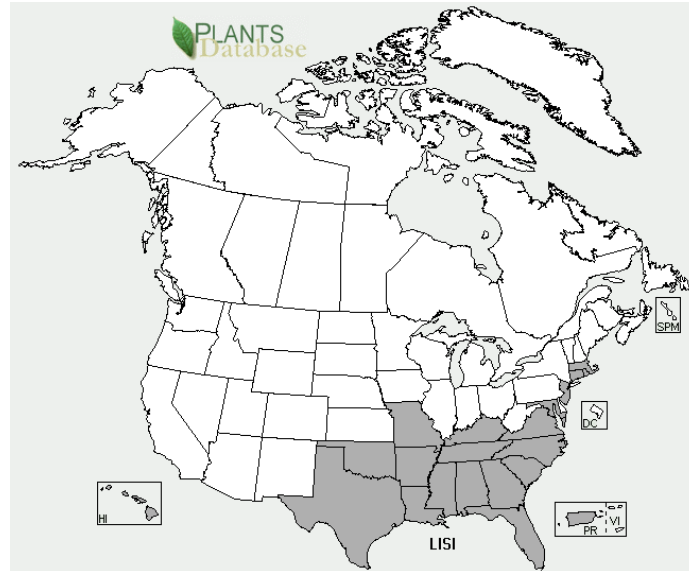 PLANTS
Database
SPM
DC
HI
PR
VI
LISI